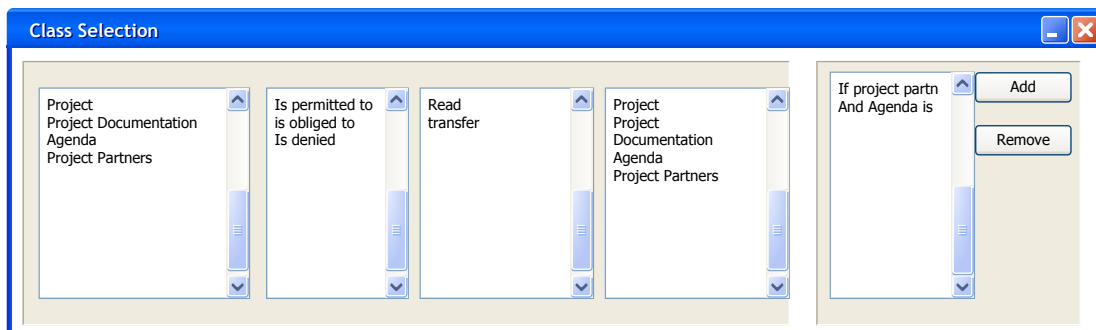 Class Selection
Project
Project Documentation
Agenda
Project Partners
Is permitted to
is obliged to
Is denied
Read
transfer
Project
Project
Documentation
Agenda
Project Partners
If project partn
And Agenda is
Add
Remove